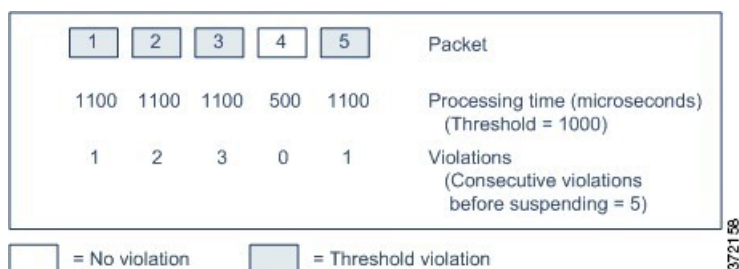 1 2 3 4 5 Packet
1100 1100 1100 500 1100 Processing time (microseconds)
(Threshold = 1000)
1 2 3 0 1 Violations
(Consecutive violations
before suspending = 5)
= No violation = Threshold violation
372158